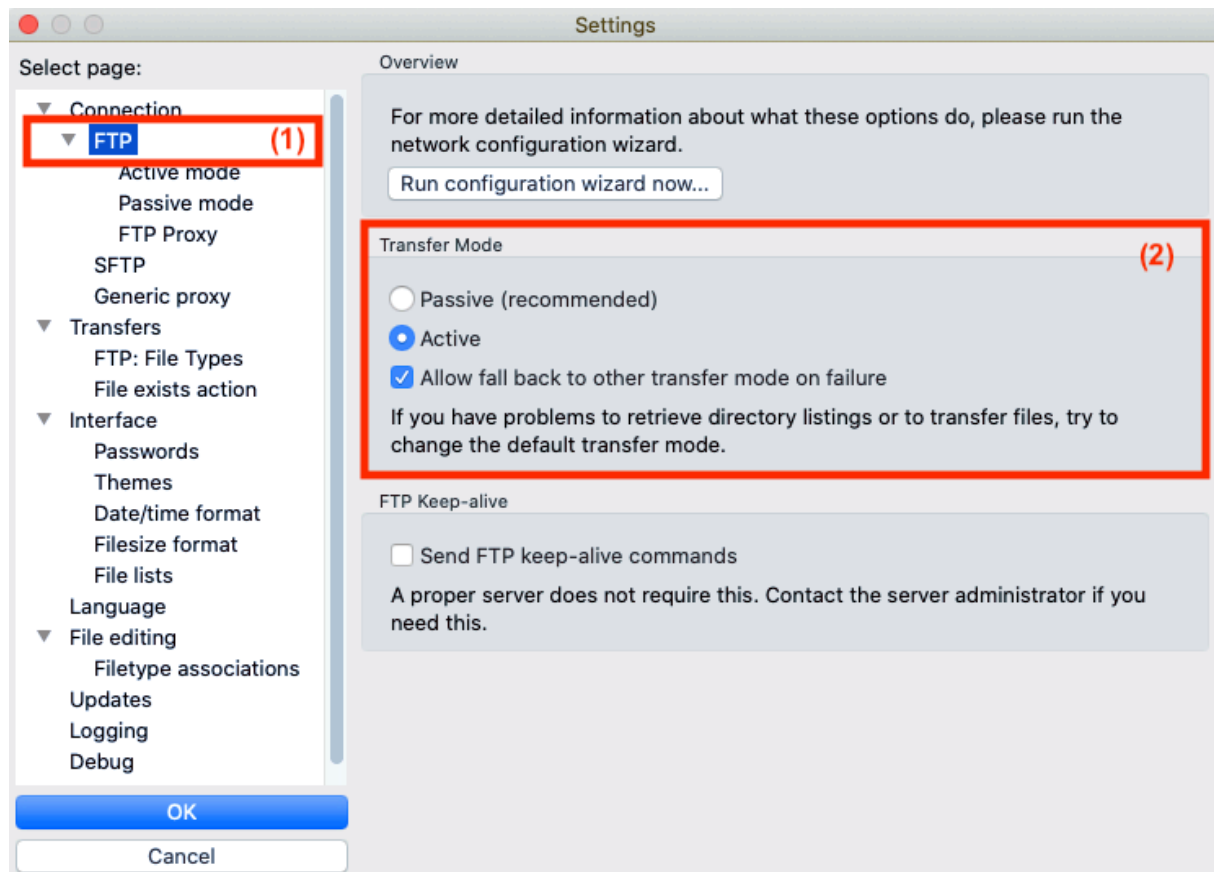 Settings
Select page:
Connection
FTP
(1)
Active mode
Passive mode
FTP Proxy
SFTP
Generic proxy
Transfers
FTP: File Types
File exists action
Interface
Passwords
Themes
Date/time format
Filesize format
File lists
Language
File editing
Filetype associations
Updates
Logging
Debug
OK
Cancel
Overview
For more detailed information about what these options do, please run the
network configuration wizard.
Run configuration wizard now...
Transfer Mode
(2)
Passive (recommended)
Active
Allow fall back to other transfer mode on failure
If you have problems to retrieve directory listings or to transfer files, try to
change the default transfer mode.
FTP Keep-alive
Send FTP keep-alive commands
A proper server does not require this. Contact the server administrator if you
need this.